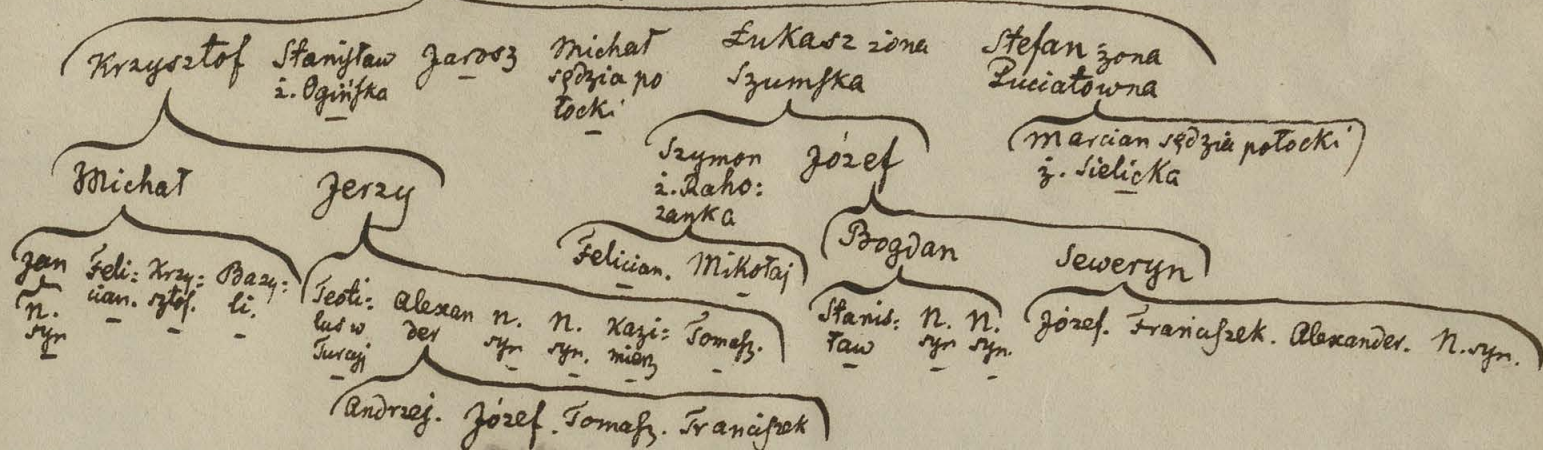 Krzysztof Stanisław Jarosz Michał Łukasz żona Stefan żona
ż. Ogińska sędzia po Szumska Puciatówna
łocki
Szymon Józef Marcian sędzia połocki
ż. Raho: ż. Sielicka
zanka
Michał Jerzy
Bogdan Seweryn
Felician. Mikołaj
Jan Feli: Krzy: Bazy:
N. cian. sztof. li.
syn
Teofi: Alexan N. N. Kazi: Tomasz.
lus w der syn syn. mierz
Turcyi
Stanis: N. N. Józef. Franciszek. Alexander. N. syn.
ław syn syn.
Andrzej. Józef. Tomasz. Franciszek